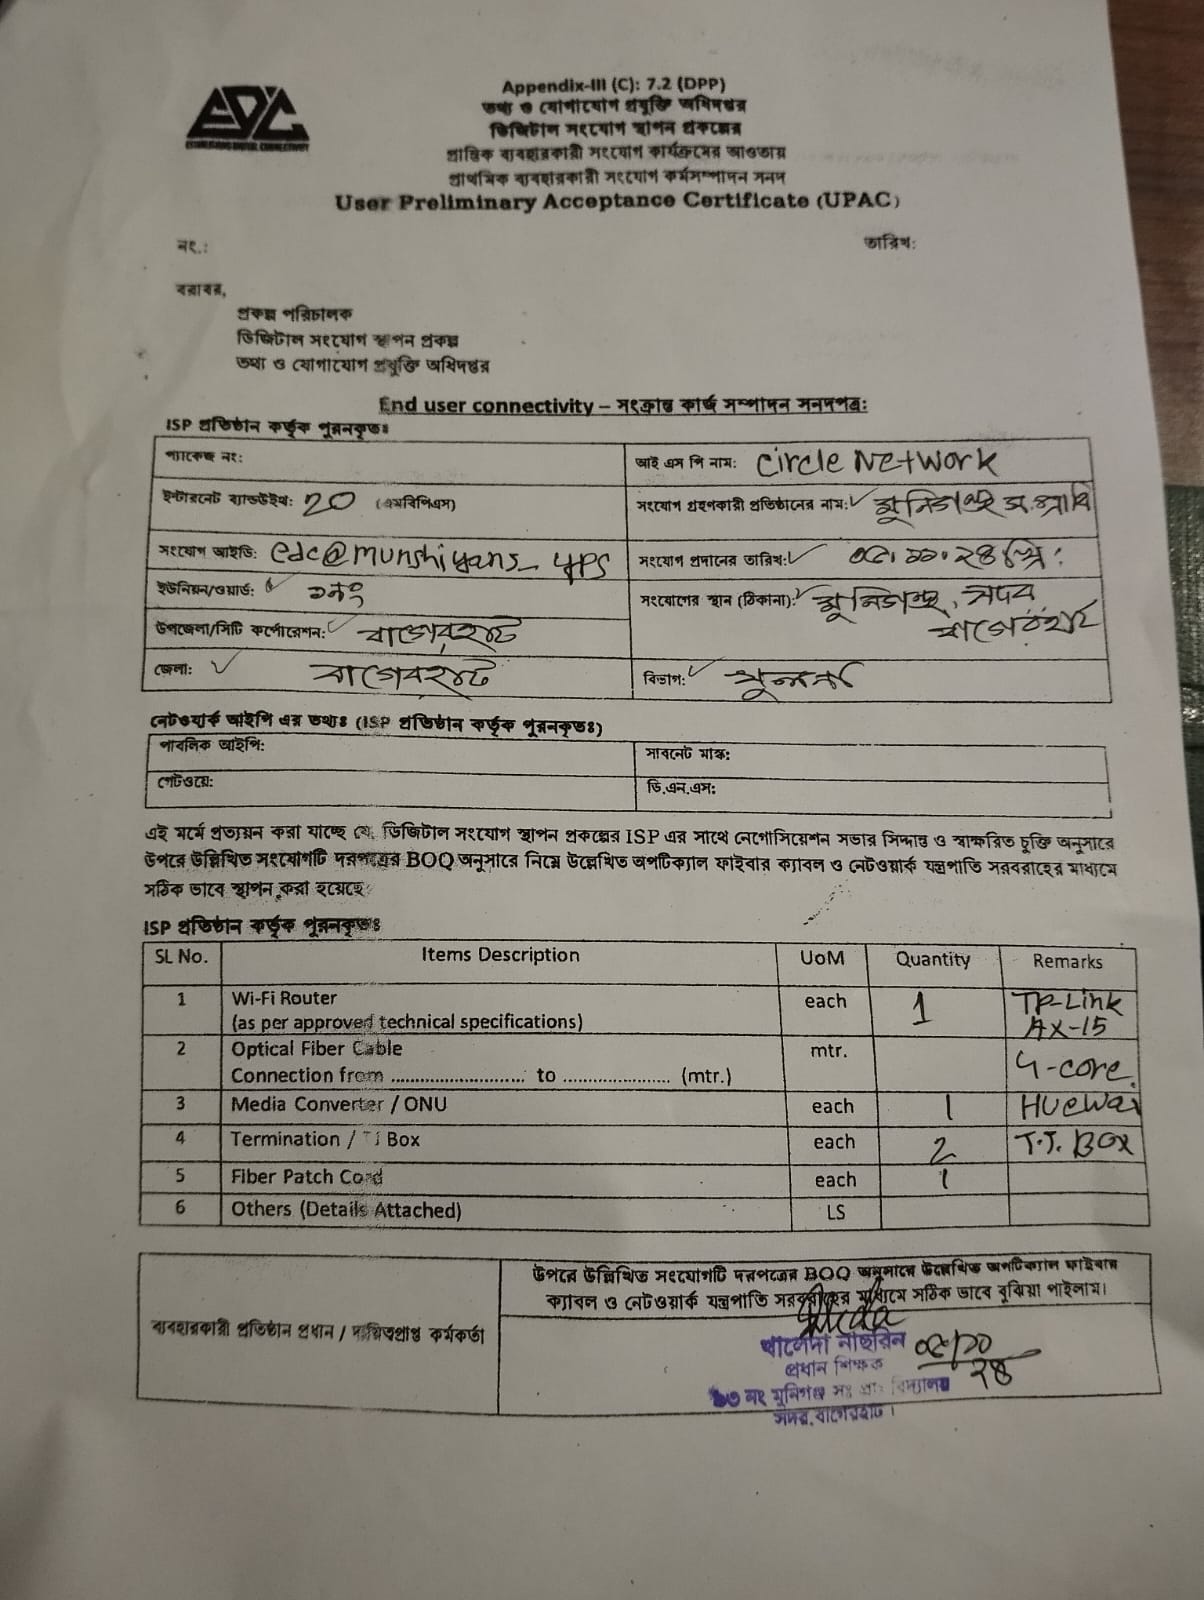 EDC
ESTABLISHING DIGITAL CONNECTIVITY
Appendix-III (C): 7.2 (DPP)
তথ্য ও যোগাযোগ প্রযুক্তি অধিদপ্তর
ডিজিটাল সংযোগ স্থাপন প্রকল্পের
প্রান্তিক ব্যবহারকারী সংযোগ কার্যক্রমের আওতায়
প্রাথমিক ব্যবহারকারী সংযোগ কর্মসম্পাদন সনদ
User Preliminary Acceptance Certificate (UPAC)
নং.:
তারিখ:
বরাবর,
প্রকল্প পরিচালক
ডিজিটাল সংযোগ স্থাপন প্রকল্প
তথ্য ও যোগাযোগ প্রযুক্তি অধিদপ্তর
End user connectivity – সংক্রান্ত কার্জ সম্পাদন সনদপত্র:
ISP প্রতিষ্ঠান কর্তৃক পূরনকৃতঃ
প্যাকেজ নং:
আই এস পি নাম: Circle Network
ইন্টারনেট ব্যান্ডউইথ: 20 (এমবিপিএস)
সংযোগ গ্রহণকারী প্রতিষ্ঠানের নাম:
সংযোগ আইডি:
সংযোগ প্রদানের তারিখ:
ইউনিয়ন/ওয়ার্ড: ১নং
সংযোগের স্থান (ঠিকানা):
উপজেলা/সিটি কর্পোরেশন: বাগেরহাট
জেলা: বাগেরহাট
বিভাগ: খুলনা
নেটওয়ার্ক আইপি এর তথ্যঃ (ISP প্রতিষ্ঠান কর্তৃক পূরনকৃতঃ)
পাবলিক আইপি:
সাবনেট মাস্ক:
গেটওয়ে:
ডি.এন.এস:
এই মর্মে প্রত্যয়ন করা যাচ্ছে যে, ডিজিটাল সংযোগ স্থাপন প্রকল্পের ISP এর সাথে নেগোসিয়েশন সভার সিদ্ধান্ত ও স্বাক্ষরিত চুক্তি অনুসারে
উপরে উল্লিখিত সংযোগটি দরপত্রের BOQ অনুসারে নিম্নে উল্লেখিত অপটিক্যাল ফাইবার ক্যাবল ও নেটওয়ার্ক যন্ত্রপাতি সরবরাহের মাধ্যমে
সঠিক ভাবে স্থাপন করা হয়েছে
ISP প্রতিষ্ঠান কর্তৃক পূরনকৃতঃ
SL No. Items Description UoM Quantity Remarks
1 Wi-Fi Router each 1 TP-Link
(as per approved technical specifications) AX-15
2 Optical Fiber Cable mtr. 4-core.
Connection from ............................ to ...................... (mtr.)
3 Media Converter / ONU each 1 Huewai
4 Termination / TJ Box each 2 T.J. BOX
5 Fiber Patch Cord each 1
6 Others (Details Attached) LS
ব্যবহারকারী প্রতিষ্ঠান প্রধান / দায়িত্বপ্রাপ্ত কর্মকর্তা
উপরে উল্লিখিত সংযোগটি দরপত্রের BOQ অনুসারে উল্লেখিত অপটিক্যাল ফাইবার
ক্যাবল ও নেটওয়ার্ক যন্ত্রপাতি সরবরাহের মাধ্যমে সঠিক ভাবে বুঝিয়া পাইলাম।
খালেদা নাছরিন
প্রধান শিক্ষক
নং মুনিগঞ্জ সঃ প্রাঃ বিদ্যালয়
সদর, বাগেরহাট।